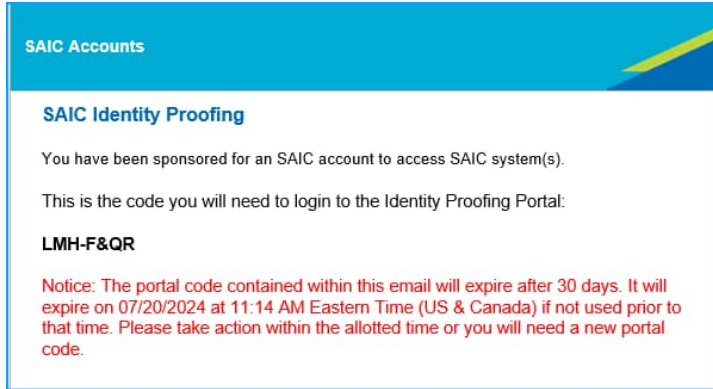 SAIC Accounts
SAIC Identity Proofing
You have been sponsored for an SAIC account to access SAIC system(s).
This is the code you will need to login to the Identity Proofing Portal:
LMH-F&QR
Notice: The portal code contained within this email will expire after 30 days. It will
expire on 07/20/2024 at 11:14 AM Eastern Time (US & Canada) if not used prior to
that time. Please take action within the allotted time or you will need a new portal
code.